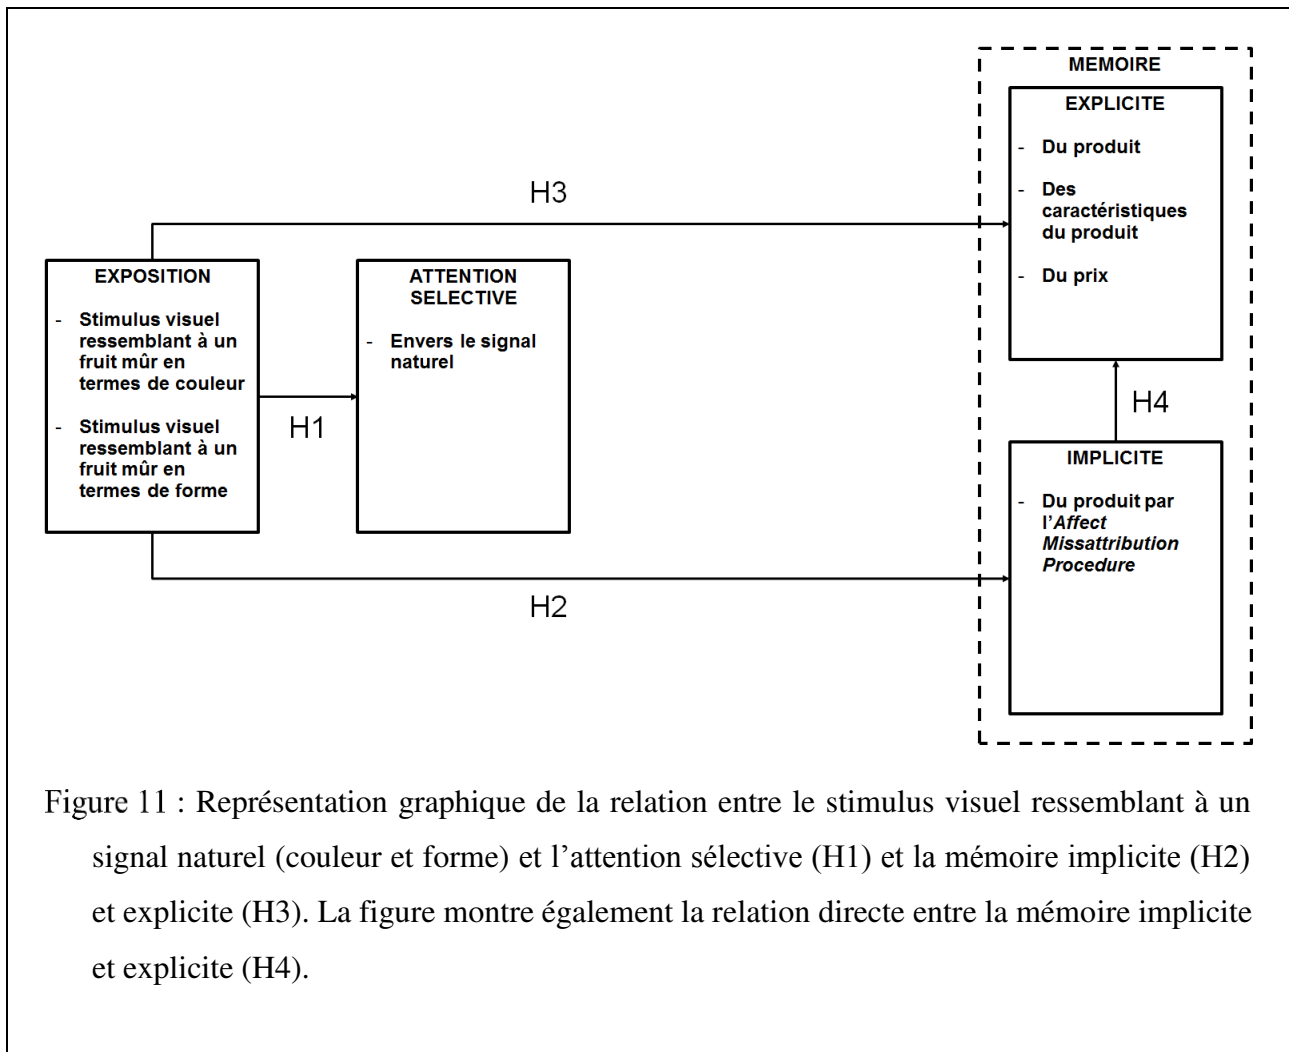 MEMOIRE
EXPLICITE
- Du produit
- Des
caractéristiques
du produit
- Du prix
H3
EXPOSITION
- Stimulus visuel
ressemblant à un
fruit mûr en
termes de couleur
- Stimulus visuel
ressemblant à un
fruit mûr en
termes de forme
H1
ATTENTION
SELECTIVE
- Envers le signal
naturel
H4
IMPLICITE
- Du produit par
l'Affect
Missattribution
Procedure
H2
Figure 11 : Représentation graphique de la relation entre le stimulus visuel ressemblant à un
signal naturel (couleur et forme) et l'attention sélective (H1) et la mémoire implicite (H2)
et explicite (H3). La figure montre également la relation directe entre la mémoire implicite
et explicite (H4).